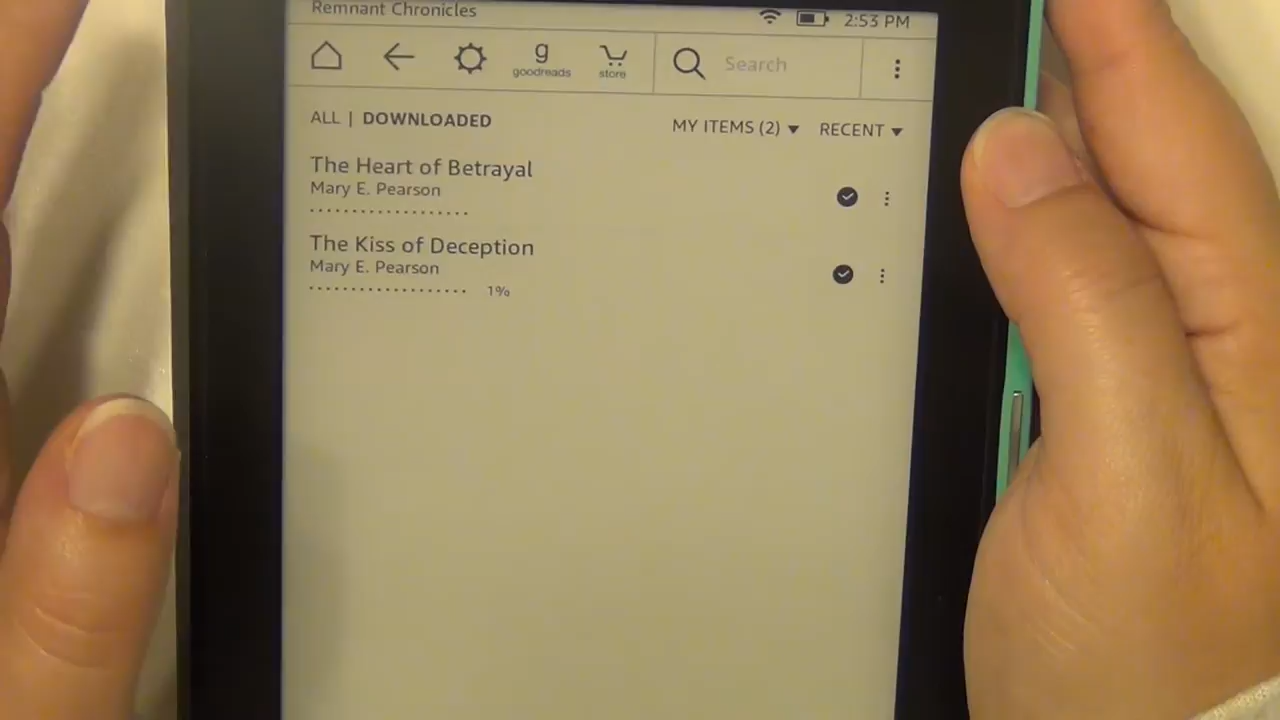 Remnant Chronicles 2:53 PM
goodreads store Search
ALL | DOWNLOADED MY ITEMS (2) RECENT
The Heart of Betrayal
Mary E. Pearson
The Kiss of Deception
Mary E. Pearson
1%